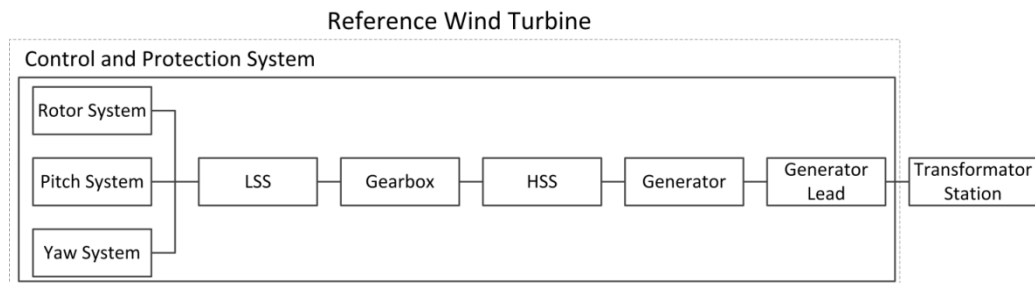 Reference Wind Turbine
Control and Protection System
Rotor System
Pitch System
LSS
Gearbox
HSS
Generator
Generator
Lead
Transformator
Station
Yaw System